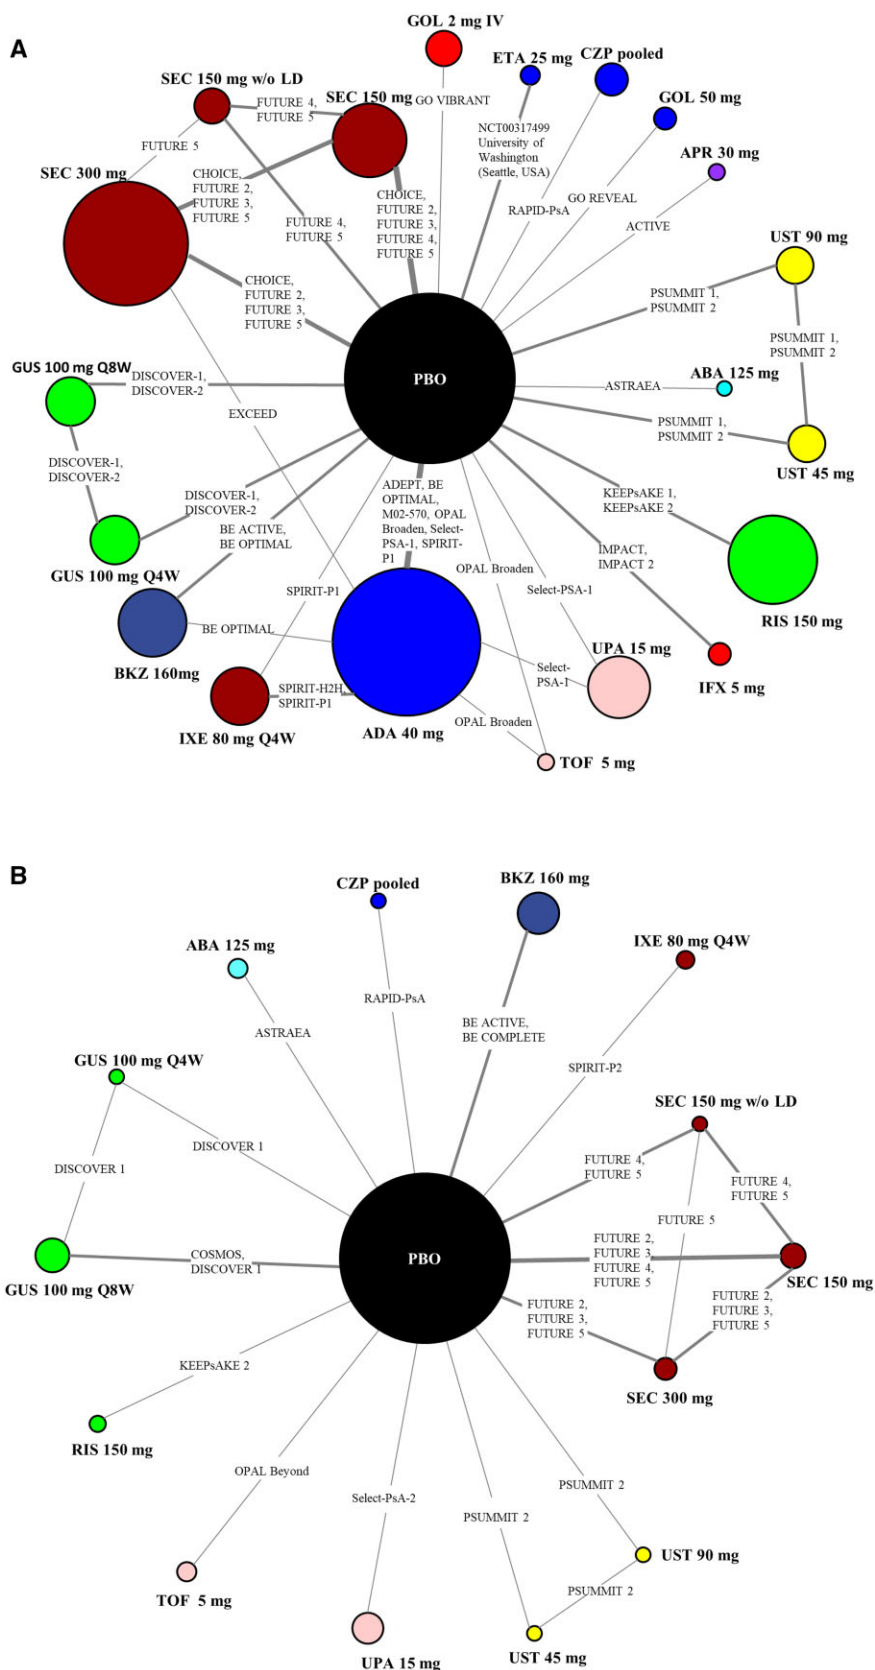 A
GOL 2 mg IV
ETA 25 mg
CZP pooled
SEC 150 mg w/o LD
SEC 150 mg
FUTURE 4,
FUTURE 5
GO VIBRANT
GOL 50 mg
NCT00317499
University of
Washington
(Seattle, USA)
FUTURE 5
APR 30 mg
SEC 300 mg
CHOICE,
FUTURE 2,
FUTURE 3,
FUTURE 5
CHOICE,
FUTURE 2,
FUTURE 3,
FUTURE 4,
FUTURE 5
FUTURE 4,
FUTURE 5
RAPID-PsA
GO REVEAL
ACTIVE
UST 90 mg
CHOICE,
FUTURE 2,
FUTURE 3,
FUTURE 5
PSUMMIT 1,
PSUMMIT 2
PSUMMIT 1,
PSUMMIT 2
GUS 100 mg Q8W
DISCOVER-1,
DISCOVER-2
PBO
ABA 125 mg
ASTRAEA
EXCEED
PSUMMIT 1,
PSUMMIT 2
UST 45 mg
DISCOVER-1,
DISCOVER-2
DISCOVER-1,
DISCOVER-2
ADEPT, BE
OPTIMAL,
M02-570, OPAL
Broaden, Select-
PSA-1, SPIRIT-
P1
KEEPsAKE 1,
KEEPsAKE 2
BE ACTIVE,
BE OPTIMAL
IMPACT,
IMPACT 2
GUS 100 mg Q4W
OPAL Broaden
SPIRIT-P1
Select-PSA-1
RIS 150 mg
BE OPTIMAL
UPA 15 mg
BKZ 160mg
Select-
PSA-1
IFX 5 mg
SPIRIT-H2H,
SPIRIT-P1
OPAL Broaden
IXE 80 mg Q4W
ADA 40 mg
TOF 5 mg
B
CZP pooled
BKZ 160 mg
ABA 125 mg
IXE 80 mg Q4W
RAPID-PsA
ASTRAEA
BE ACTIVE,
BE COMPLETE
GUS 100 mg Q4W
SPIRIT-P2
SEC 150 mg w/o LD
DISCOVER 1
DISCOVER 1
FUTURE 4,
FUTURE 5
FUTURE 4,
FUTURE 5
FUTURE 5
COSMOS,
DISCOVER 1
PBO
FUTURE 2,
FUTURE 3
FUTURE 4,
FUTURE 5
SEC 150 mg
GUS 100 mg Q8W
FUTURE 2,
FUTURE 3,
FUTURE 5
FUTURE 2,
FUTURE 3,
FUTURE 5
KEEPsAKE 2
SEC 300 mg
RIS 150 mg
OPAL Beyond
Select-PsA-2
PSUMMIT 2
PSUMMIT 2
UST 90 mg
TOF 5 mg
PSUMMIT 2
UST 45 mg
UPA 15 mg